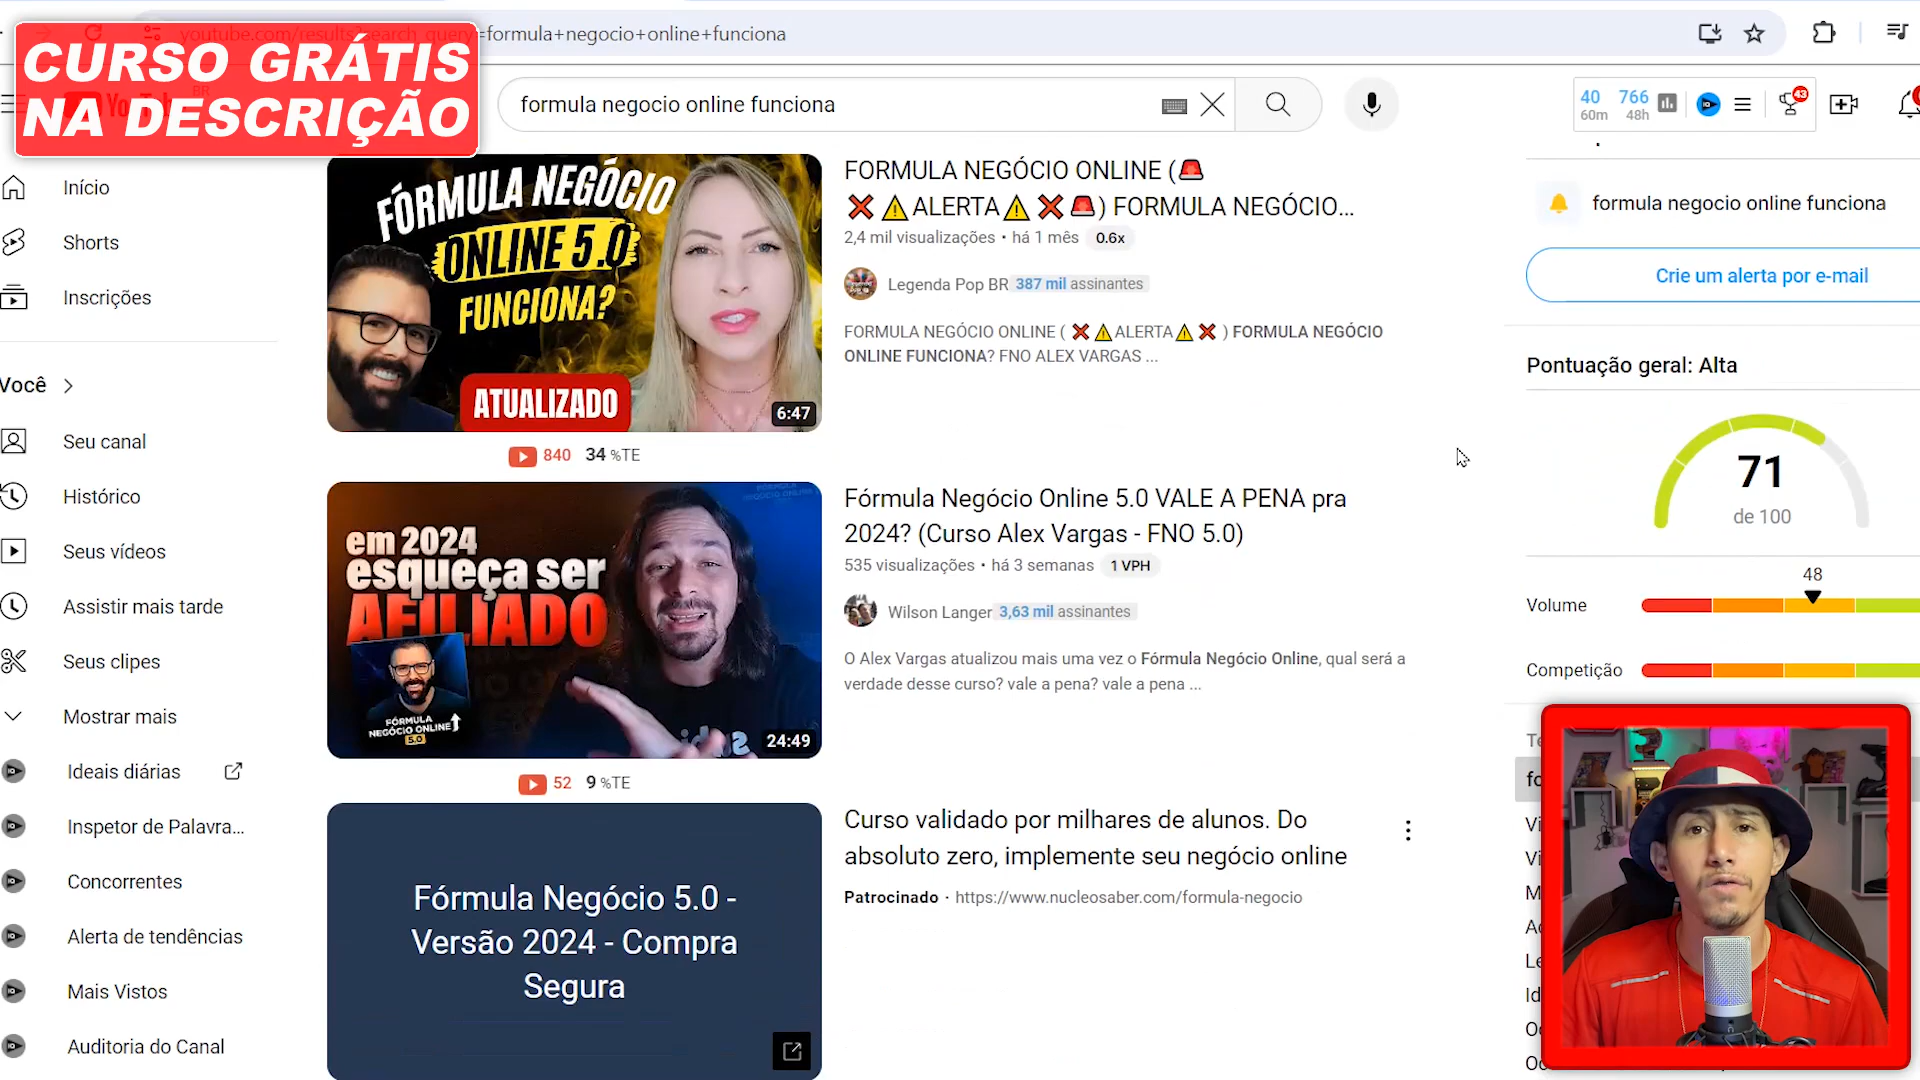 CURSO GRÁTIS
NA DESCRIÇÃO
youtube.com/results?search_query=formula+negocio+online+funciona
formula negocio online funciona
40
60m
766
48h
43
Início
Shorts
Inscrições
Você
Seu canal
Histórico
Seus vídeos
Assistir mais tarde
Seus clipes
Mostrar mais
Ideais diárias
Inspetor de Palavra...
Concorrentes
Alerta de tendências
Mais Vistos
Auditoria do Canal
FÓRMULA NEGÓCIO
ONLINE 5.0
FUNCIONA?
ATUALIZADO
6:47
840 34 %TE
FORMULA NEGÓCIO ONLINE (🚨
❌⚠️ALERTA⚠️❌🚨) FORMULA NEGÓCIO...
2,4 mil visualizações • há 1 mês 0.6x
Legenda Pop BR 387 mil assinantes
FORMULA NEGÓCIO ONLINE ( ❌⚠️ALERTA⚠️❌ ) FORMULA NEGÓCIO
ONLINE FUNCIONA? FNO ALEX VARGAS ...
em 2024
esqueça ser
AFILIADO
FÓRMULA
NEGÓCIO ONLINE
5.0
24:49
52 9 %TE
Fórmula Negócio Online 5.0 VALE A PENA pra
2024? (Curso Alex Vargas - FNO 5.0)
535 visualizações • há 3 semanas 1 VPH
Wilson Langer 3,63 mil assinantes
O Alex Vargas atualizou mais uma vez o Fórmula Negócio Online, qual será a
verdade desse curso? vale a pena? vale a pena ...
Fórmula Negócio 5.0 -
Versão 2024 - Compra
Segura
Curso validado por milhares de alunos. Do
absoluto zero, implemente seu negócio online
Patrocinado · https://www.nucleosaber.com/formula-negocio
formula negocio online funciona
Crie um alerta por e-mail
Pontuação geral: Alta
71
de 100
48
Volume
Competição